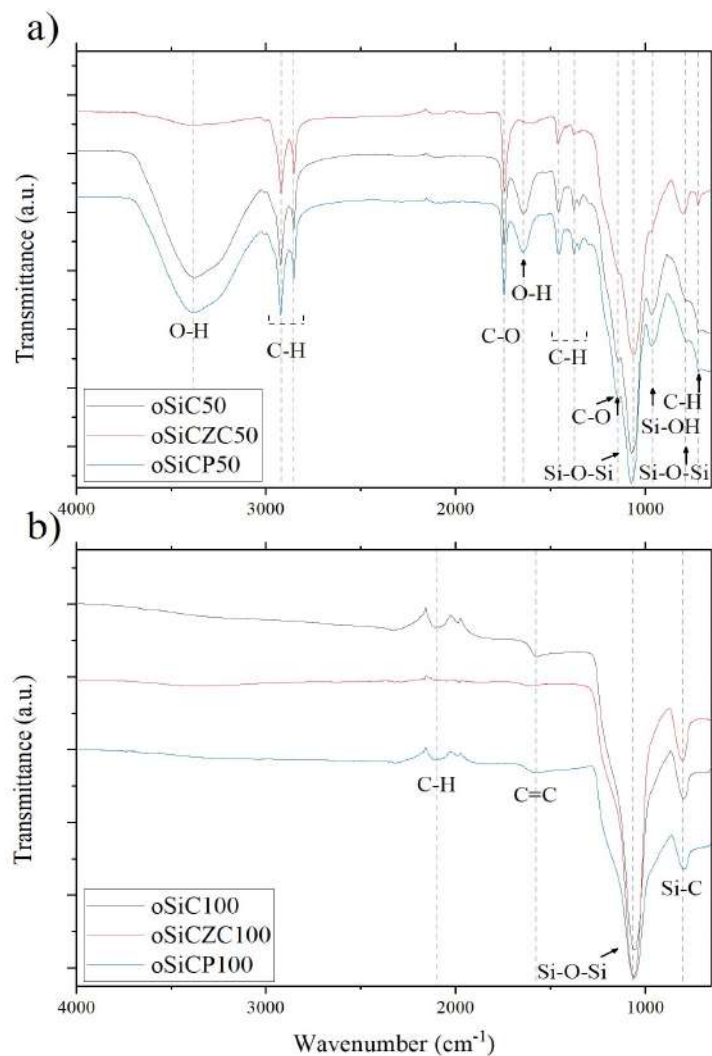 a)
Transmittance (a.u.)
O-H
C-H
C-O
O-H
C-H
C-O
Si-O-Si
Si-OH
C-H
Si-O-Si
oSiC50
oSiCZC50
oSiCP50
4000 3000 2000 1000
b)
Transmittance (a.u.)
C-H
C=C
Si-O-Si
Si-C
oSiC100
oSiCZC100
oSiCP100
4000 3000 2000 1000
Wavenumber (cm⁻¹)